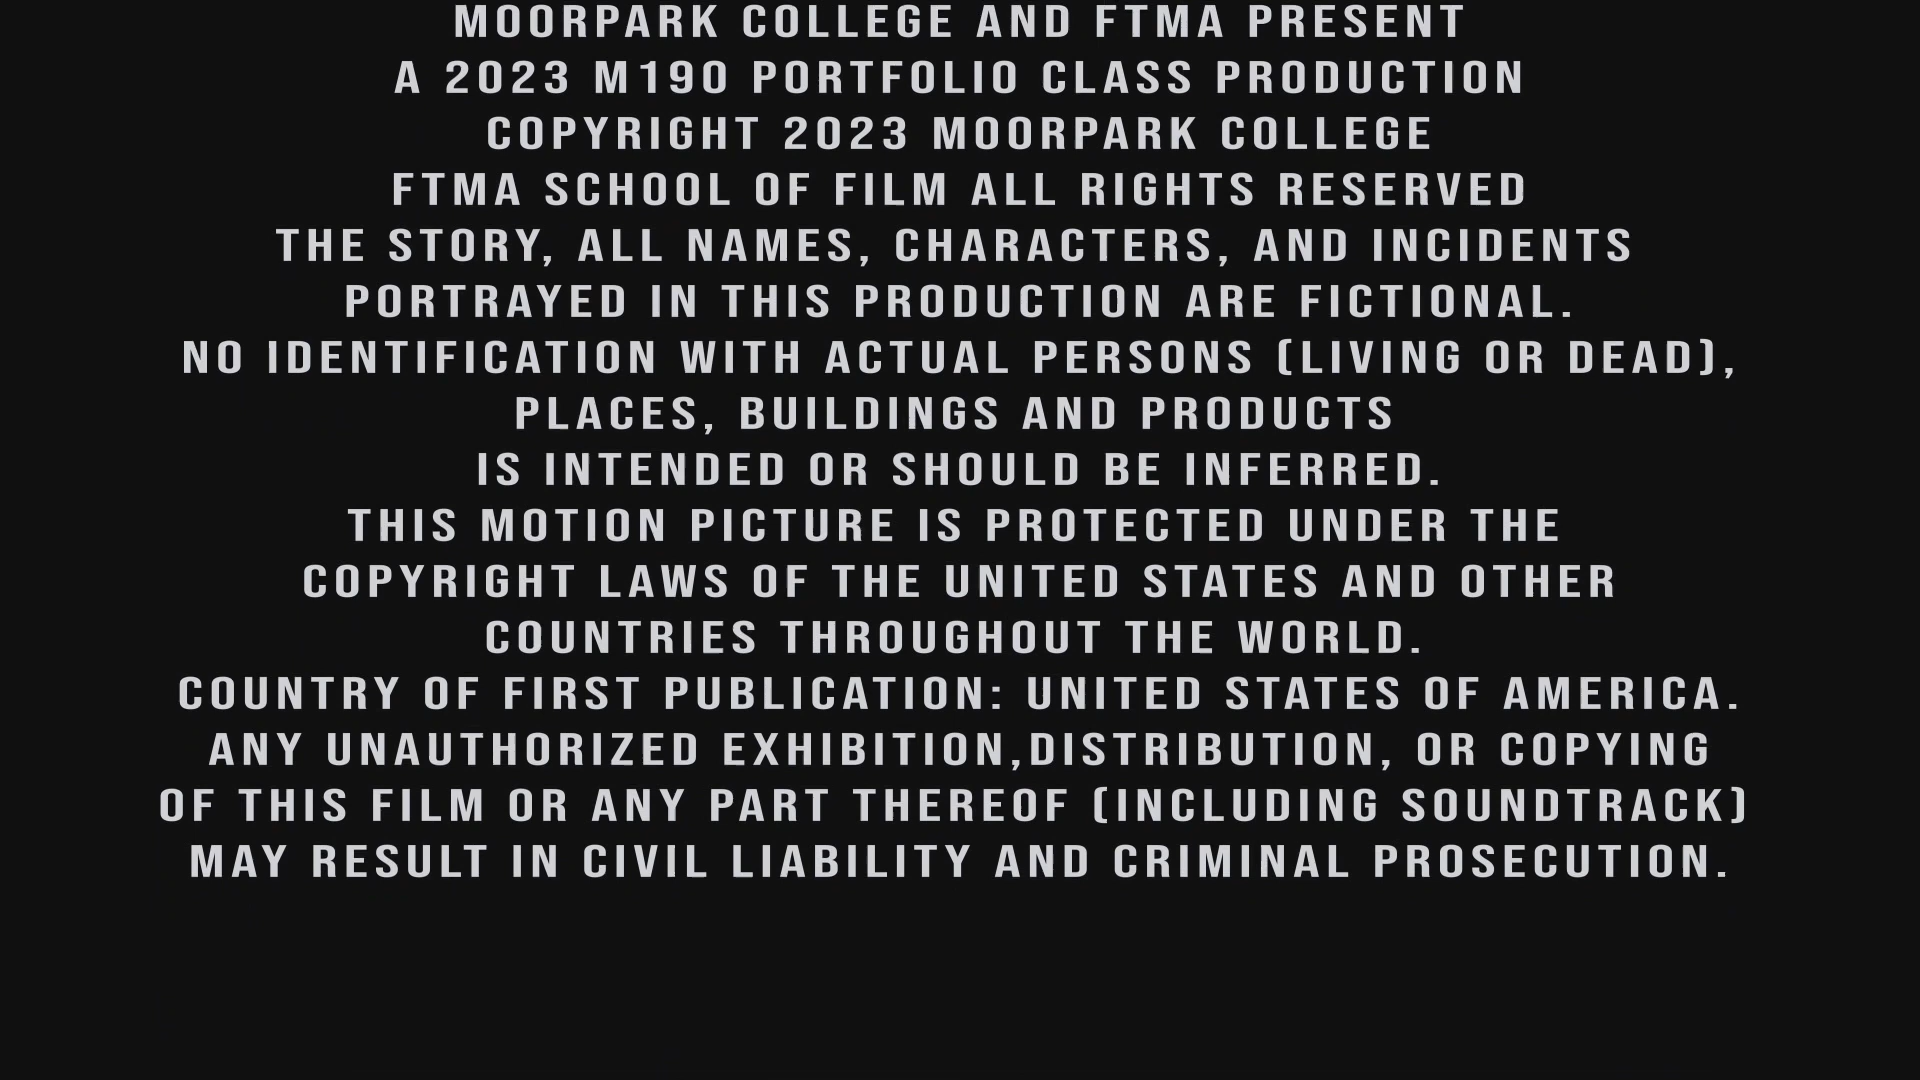 MOORPARK COLLEGE AND FTMA PRESENT
A 2023 M190 PORTFOLIO CLASS PRODUCTION
COPYRIGHT 2023 MOORPARK COLLEGE
FTMA SCHOOL OF FILM ALL RIGHTS RESERVED
THE STORY, ALL NAMES, CHARACTERS, AND INCIDENTS
PORTRAYED IN THIS PRODUCTION ARE FICTIONAL.
NO IDENTIFICATION WITH ACTUAL PERSONS (LIVING OR DEAD),
PLACES, BUILDINGS AND PRODUCTS
IS INTENDED OR SHOULD BE INFERRED.
THIS MOTION PICTURE IS PROTECTED UNDER THE
COPYRIGHT LAWS OF THE UNITED STATES AND OTHER
COUNTRIES THROUGHOUT THE WORLD.
COUNTRY OF FIRST PUBLICATION: UNITED STATES OF AMERICA.
ANY UNAUTHORIZED EXHIBITION,DISTRIBUTION, OR COPYING
OF THIS FILM OR ANY PART THEREOF (INCLUDING SOUNDTRACK)
MAY RESULT IN CIVIL LIABILITY AND CRIMINAL PROSECUTION.